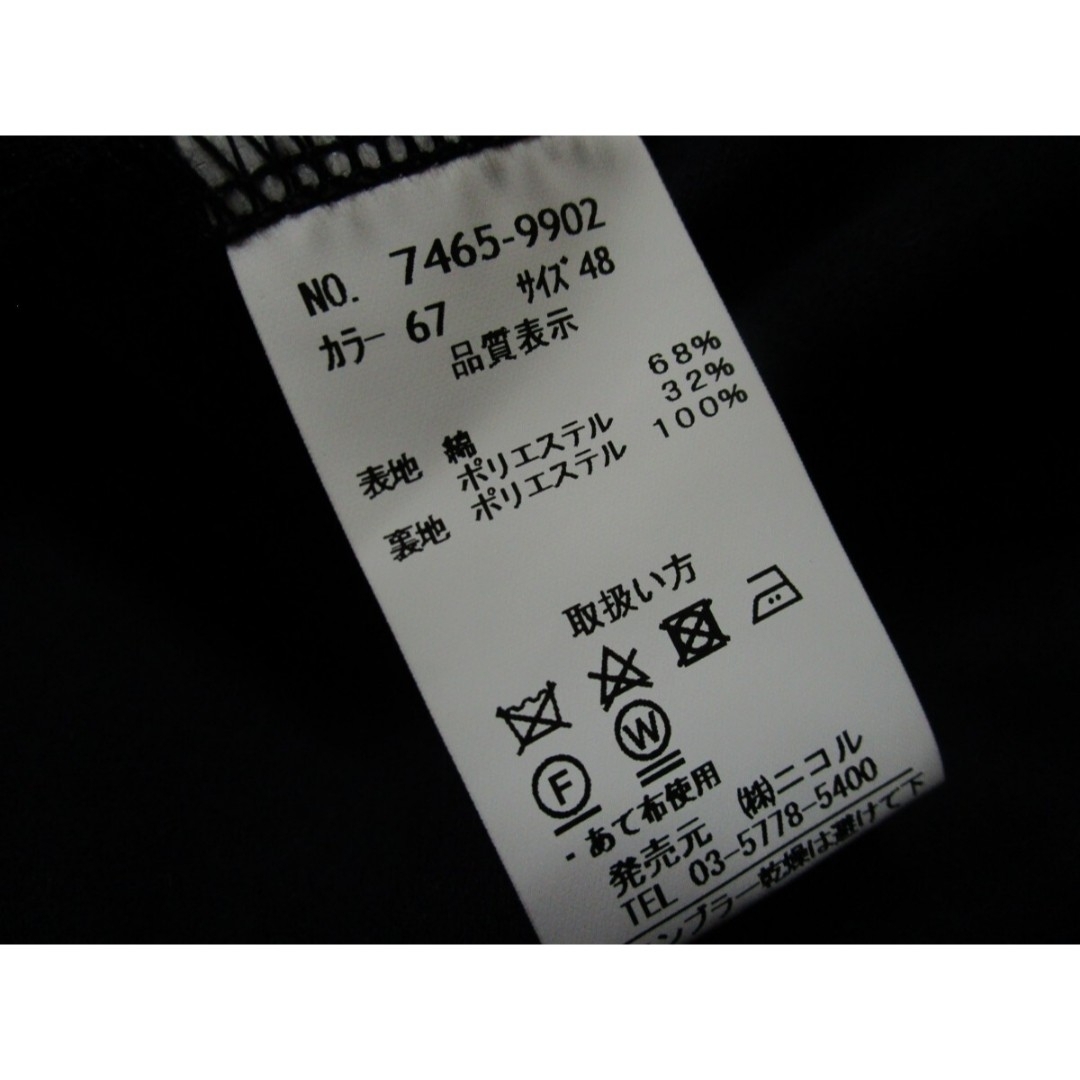 NO. 7465-9902
カラー 67 サイズ 48
品質表示
表地 綿 68%
ポリエステル 32%
裏地 ポリエステル 100%
取扱い方
F W
・あて布使用
発売元 (株)ニコル
TEL 03-5778-5400
ンブラー乾燥は避けて下